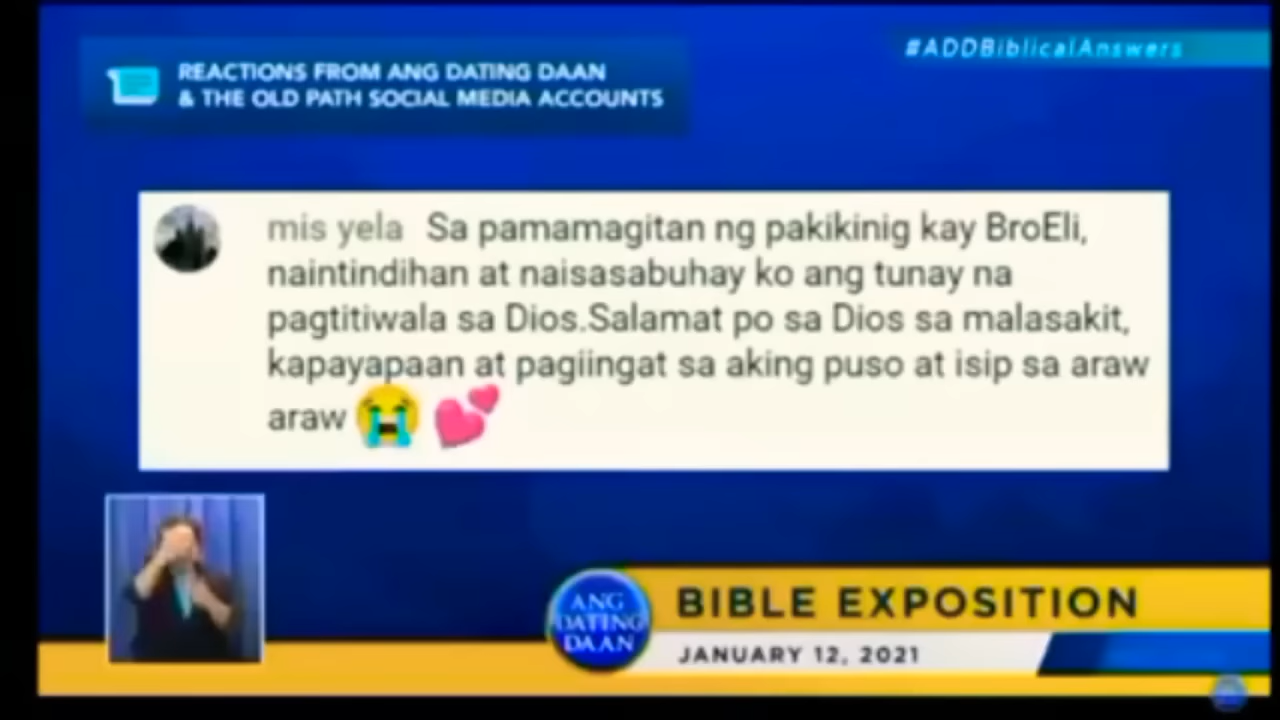 #ADDBiblicalAnswers
REACTIONS FROM ANG DATING DAAN
& THE OLD PATH SOCIAL MEDIA ACCOUNTS
mis yela Sa pamamagitan ng pakikinig kay BroEli,
naintindihan at naisasabuhay ko ang tunay na
pagtitiwala sa Dios.Salamat po sa Dios sa malasakit,
kapayapaan at pagiingat sa aking puso at isip sa araw
araw 😭 💕
ANG
DATING
DAAN
BIBLE EXPOSITION
JANUARY 12, 2021